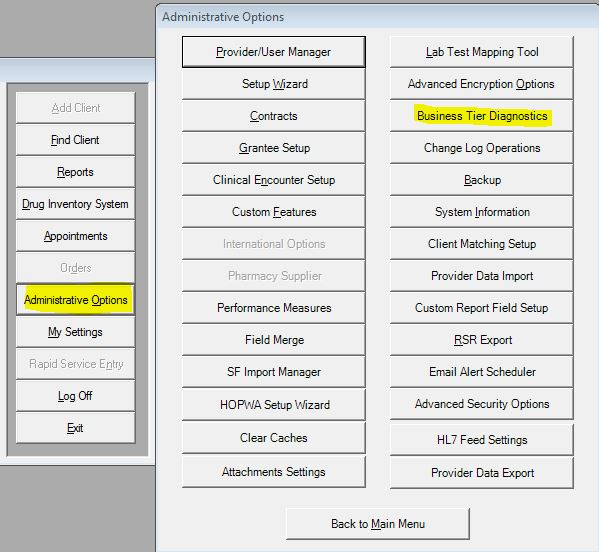 Administrative Options
Add Client
Find Client
Reports
Drug Inventory System
Appointments
Orders
Administrative Options
My Settings
Rapid Service Entry
Log Off
Exit
Provider/User Manager
Setup Wizard
Contracts
Grantee Setup
Clinical Encounter Setup
Custom Features
International Options
Pharmacy Supplier
Performance Measures
Field Merge
SF Import Manager
HOPWA Setup Wizard
Clear Caches
Attachments Settings
Lab Test Mapping Tool
Advanced Encryption Options
Business Tier Diagnostics
Change Log Operations
Backup
System Information
Client Matching Setup
Provider Data Import
Custom Report Field Setup
RSR Export
Email Alert Scheduler
Advanced Security Options
HL7 Feed Settings
Provider Data Export
Back to Main Menu